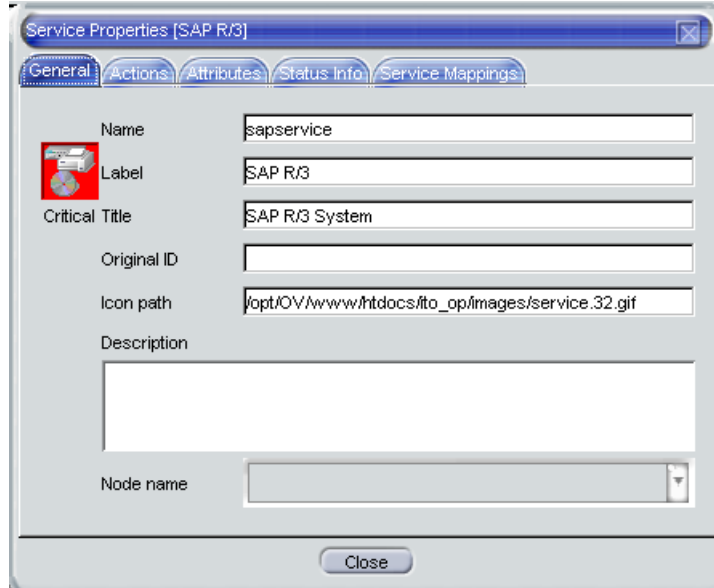 Service Properties [SAP R/3]
General Actions Attributes Status Info Service Mappings
Name sapservice
Label SAP R/3
Critical Title SAP R/3 System
Original ID
Icon path /opt/OV/www/htdocs/ito_op/images/service.32.gif
Description
Node name
Close